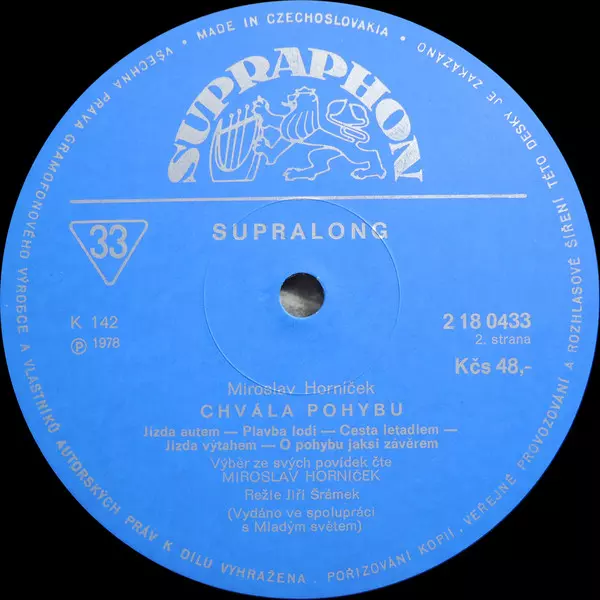 MADE IN CZECHOSLOVAKIA
SUPRAPHON
SUPRALONG
33
K 142
℗ 1978
2 18 0433
2. strana
Kčs 48,-
Miroslav Horníček
CHVÁLA POHYBU
Jízda autem — Plavba lodí — Cesta letadlem —
Jízda výtahem — O pohybu jaksi závěrem
Výběr ze svých povídek čte
MIROSLAV HORNÍČEK
Režie Jiří Šrámek
(Vydáno ve spolupráci
s Mladým světem)
VŠECHNA PRÁVA GRAMOFONOVÉHO VÝROBCE A VLASTNÍKŮ AUTORSKÝCH PRÁV K DÍLU VYHRAŽENA. POŘIZOVÁNÍ KOPIÍ, VEŘEJNÉ PROVOZOVÁNÍ A ROZHLASOVÉ ŠÍŘENÍ TÉTO DESKY JE ZAKÁZÁNO